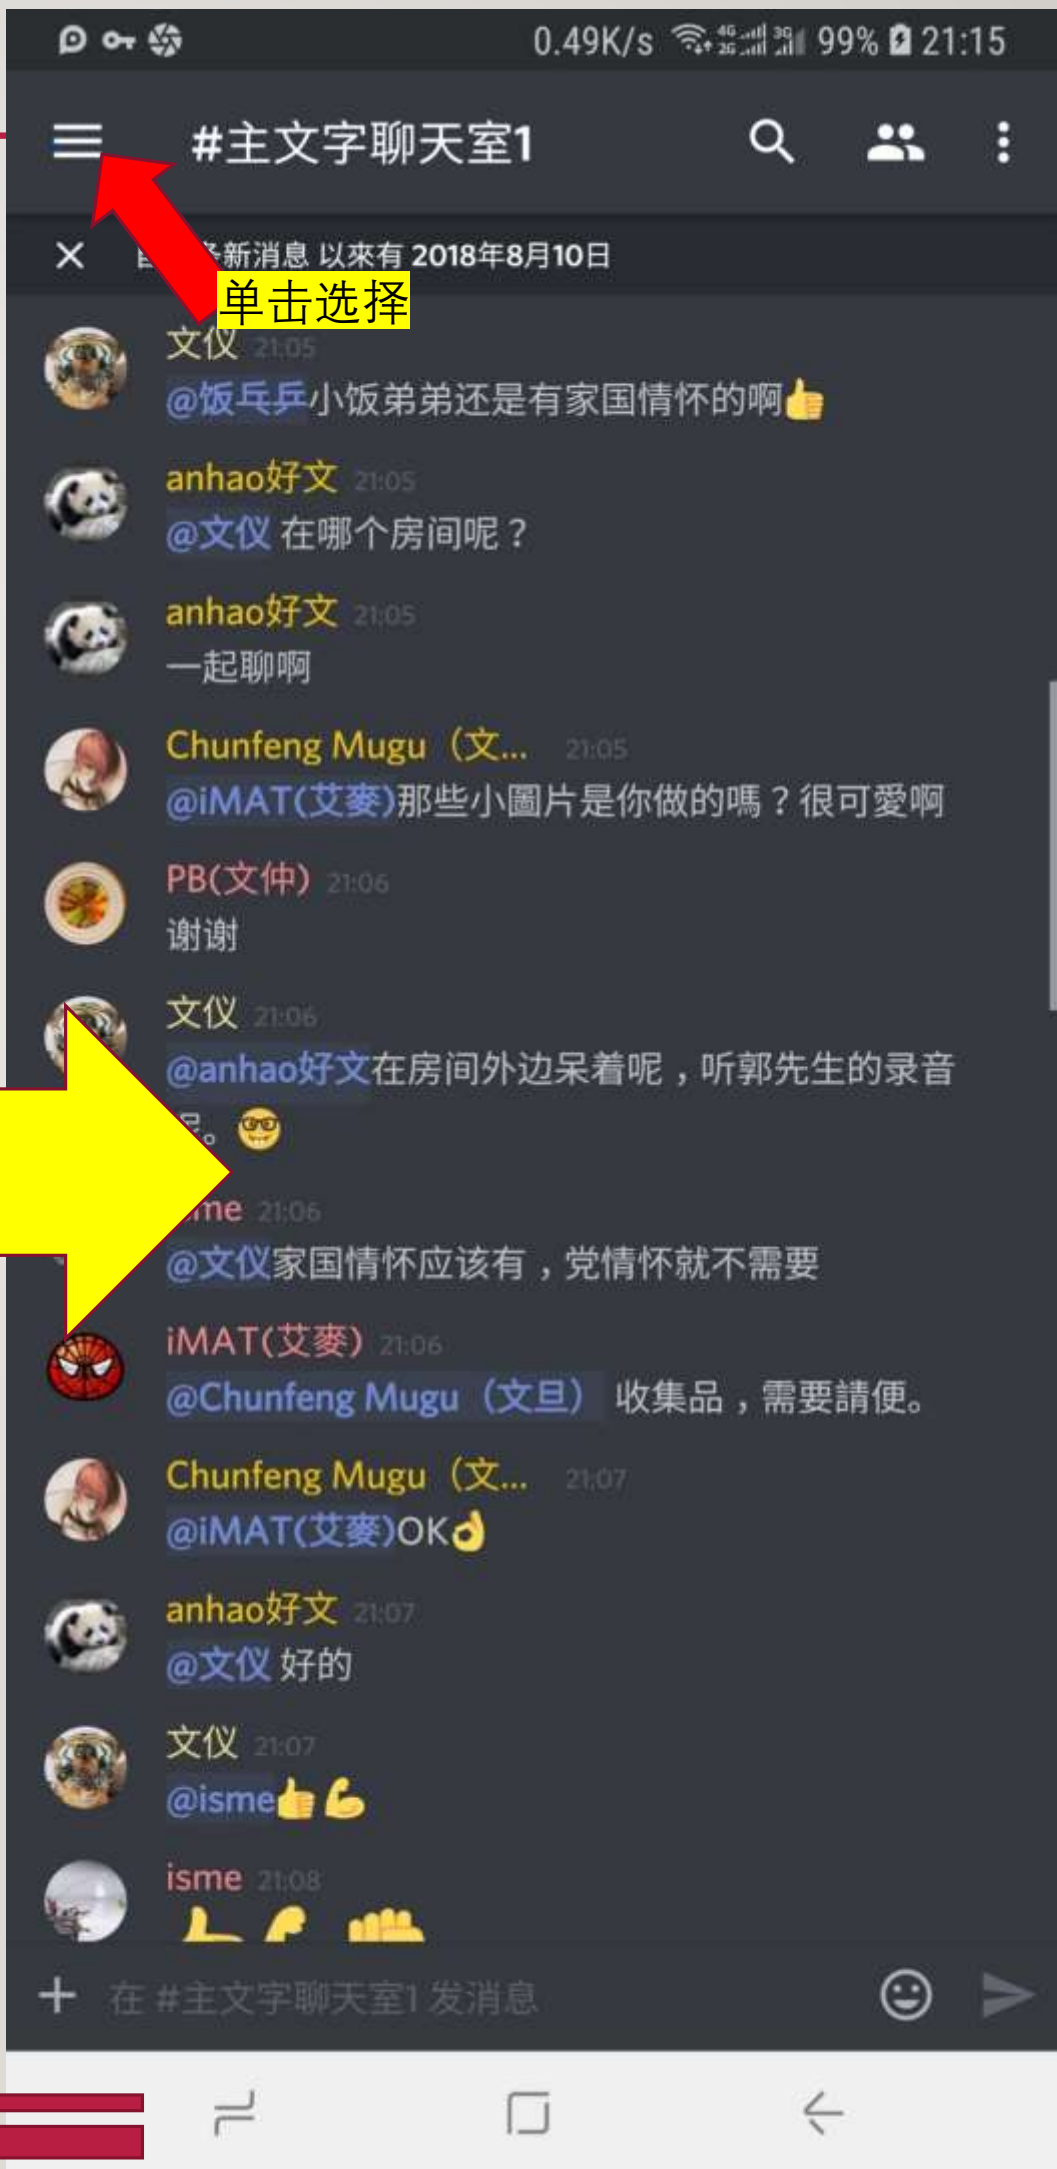 0.49K/s 4G 2G 3G 99% 21:15
#主文字聊天室1
新消息 以來有 2018年8月10日
单击选择
文仪 21:05
@饭乓乒小饭弟弟还是有家国情怀的啊👍
anhao好文 21:05
@文仪 在哪个房间呢？
anhao好文 21:05
一起聊啊
Chunfeng Mugu（文... 21:05
@iMAT(艾麥)那些小圖片是你做的嗎？很可愛啊
PB(文仲) 21:06
谢谢
文仪 21:06
@anhao好文在房间外边呆着呢，听郭先生的录音
。🤓
me 21:06
@文仪家国情怀应该有，党情怀就不需要
iMAT(艾麥) 21:06
@Chunfeng Mugu（文旦） 收集品，需要請便。
Chunfeng Mugu（文... 21:07
@iMAT(艾麥)OK👌
anhao好文 21:07
@文仪 好的
文仪 21:07
@isme👍💪
isme 21:08
在 #主文字聊天室1 发消息